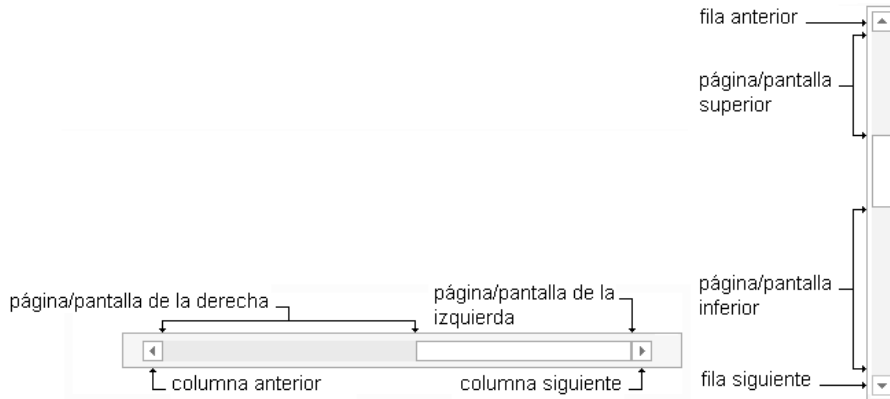 fila anterior
página/pantalla
superior
página/pantalla
inferior
fila siguiente
página/pantalla de la derecha
página/pantalla de la
izquierda
columna anterior
columna siguiente